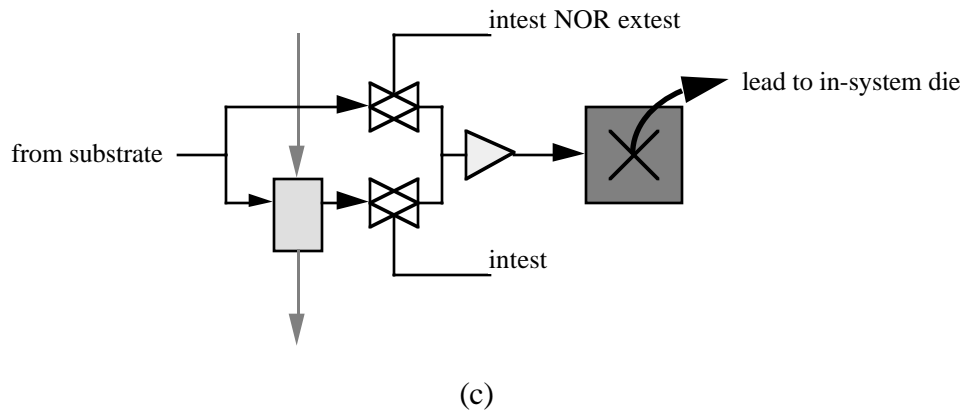 intest NOR extest
lead to in-system die
from substrate
intest
(c)